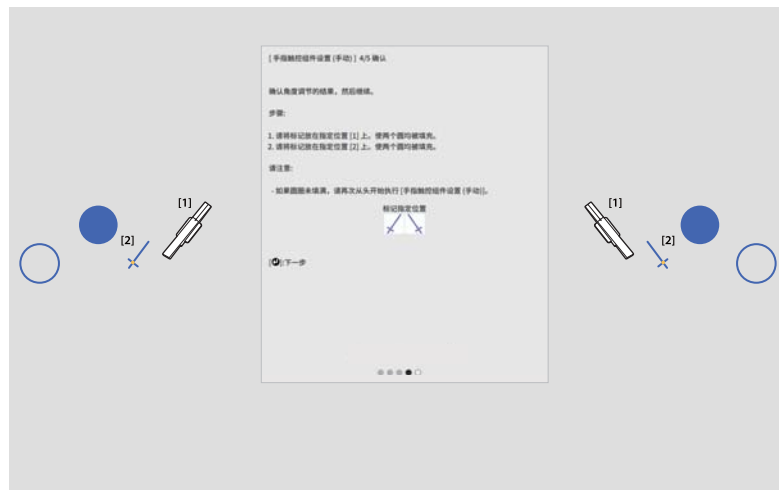 [ 手指触控组件设置 (手动) ] 4/5 确认
确认角度调节的结果，然后继续。
步骤:
1. 请将标记放在指定位置 [1] 上，使两个圆均被填充。
2. 请将标记放在指定位置 [2] 上，使两个圆均被填充。
请注意:
- 如果圆圈未填满，请再次从头开始执行 [手指触控组件设置 (手动)]。
标记指定位置
[1]
[2]
[1]
[2]
[ ]:下一步